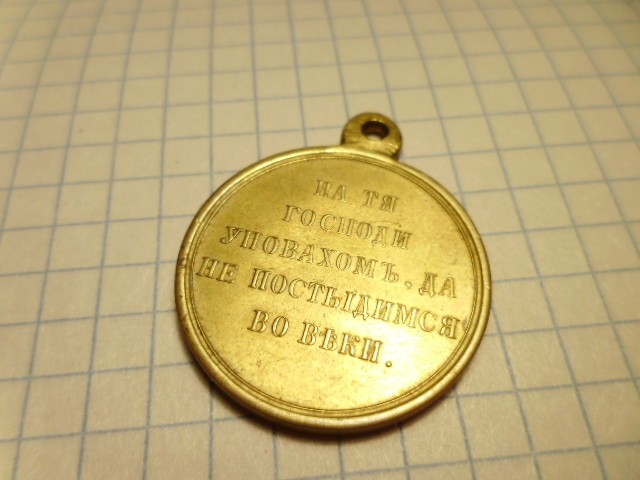 НА ТЯ
ГОСПОДИ
УПОВАХОМЪ. ДА
НЕ ПОСТЫДИМСЯ
ВО ВѢКИ.